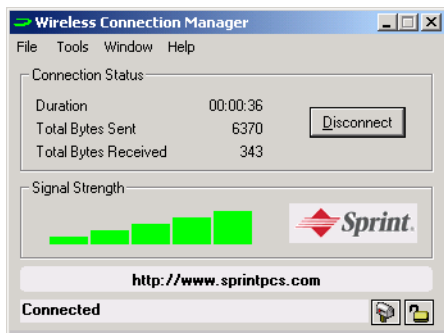 Wireless Connection Manager
File Tools Window Help
Connection Status
Duration 00:00:36
Total Bytes Sent 6370
Total Bytes Received 343
Disconnect
Signal Strength
Sprint.
http://www.sprintpcs.com
Connected